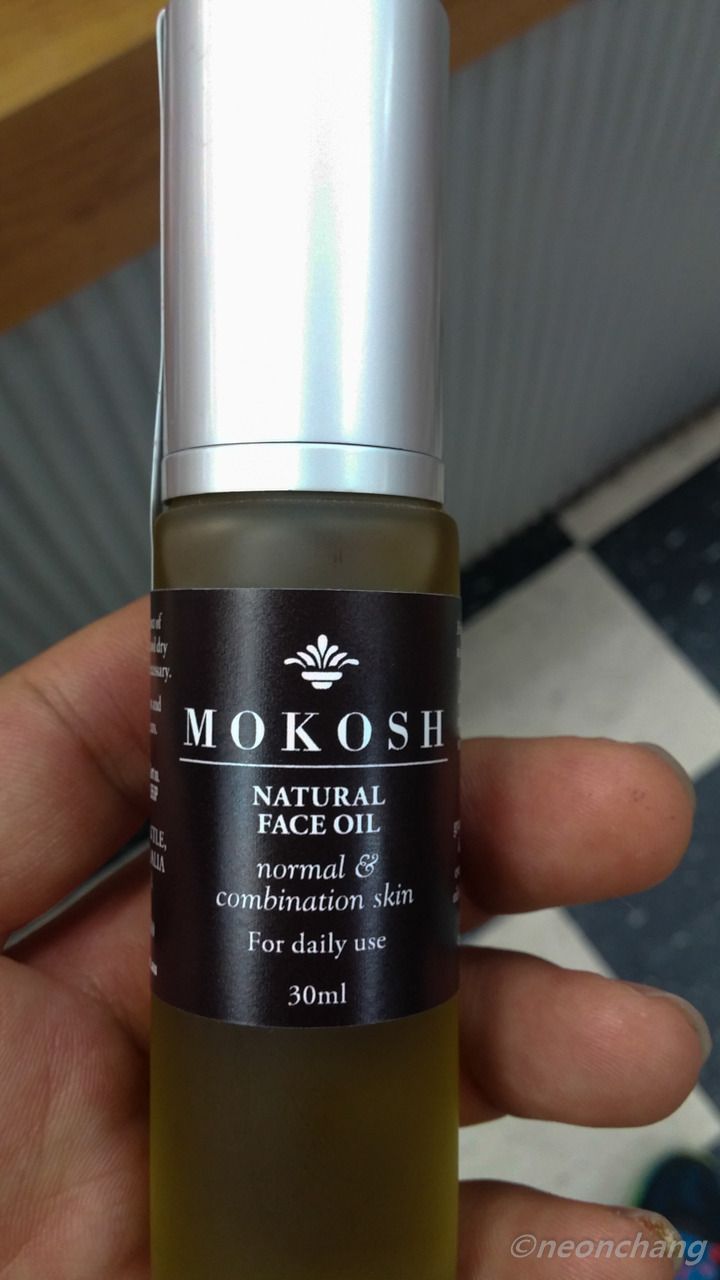 MOKOSH
NATURAL
FACE OIL
normal &
combination skin
For daily use
30ml
©neonchang